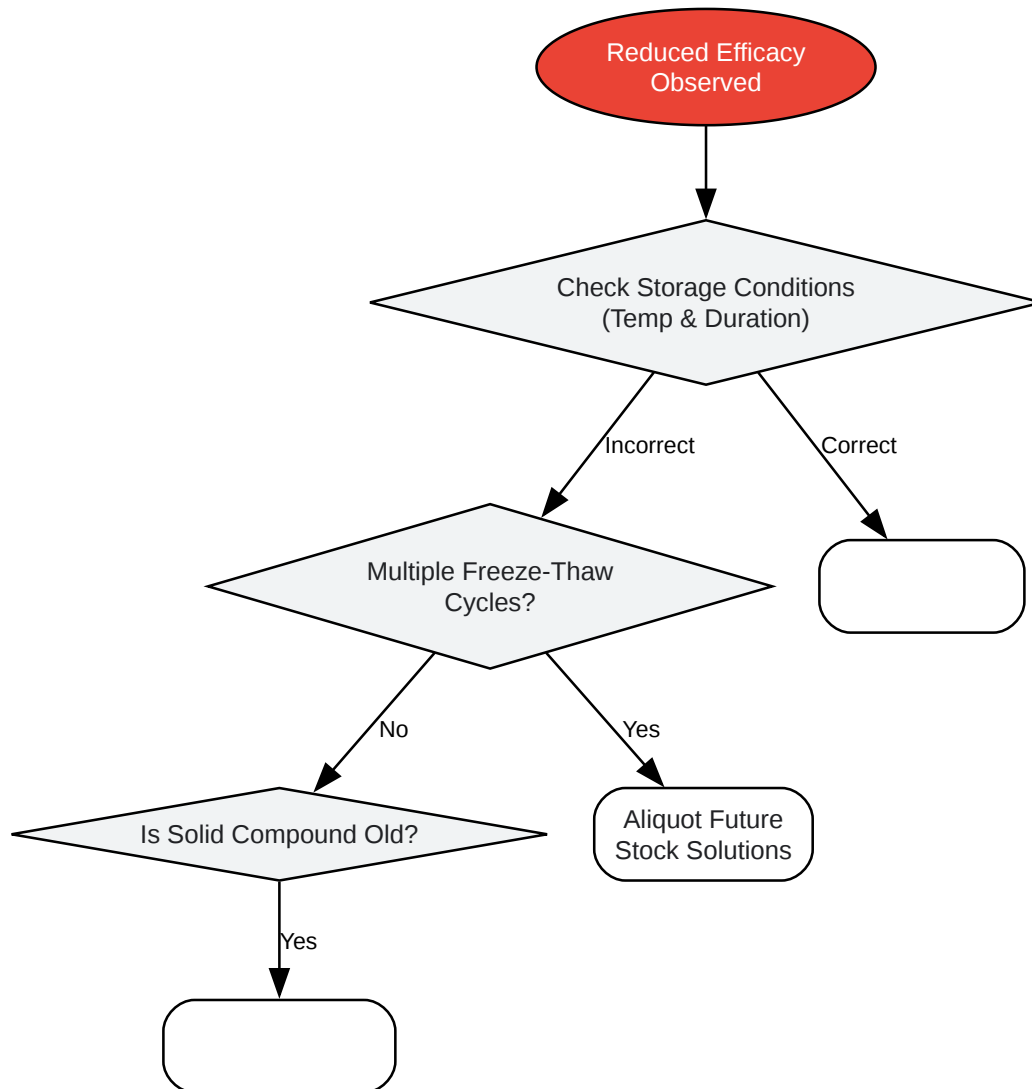 Reduced Efficacy
Observed
Check Storage Conditions
(Temp & Duration)
Incorrect
Correct
Multiple Freeze-Thaw
Cycles?
No
Yes
Is Solid Compound Old?
Aliquot Future
Stock Solutions
Yes